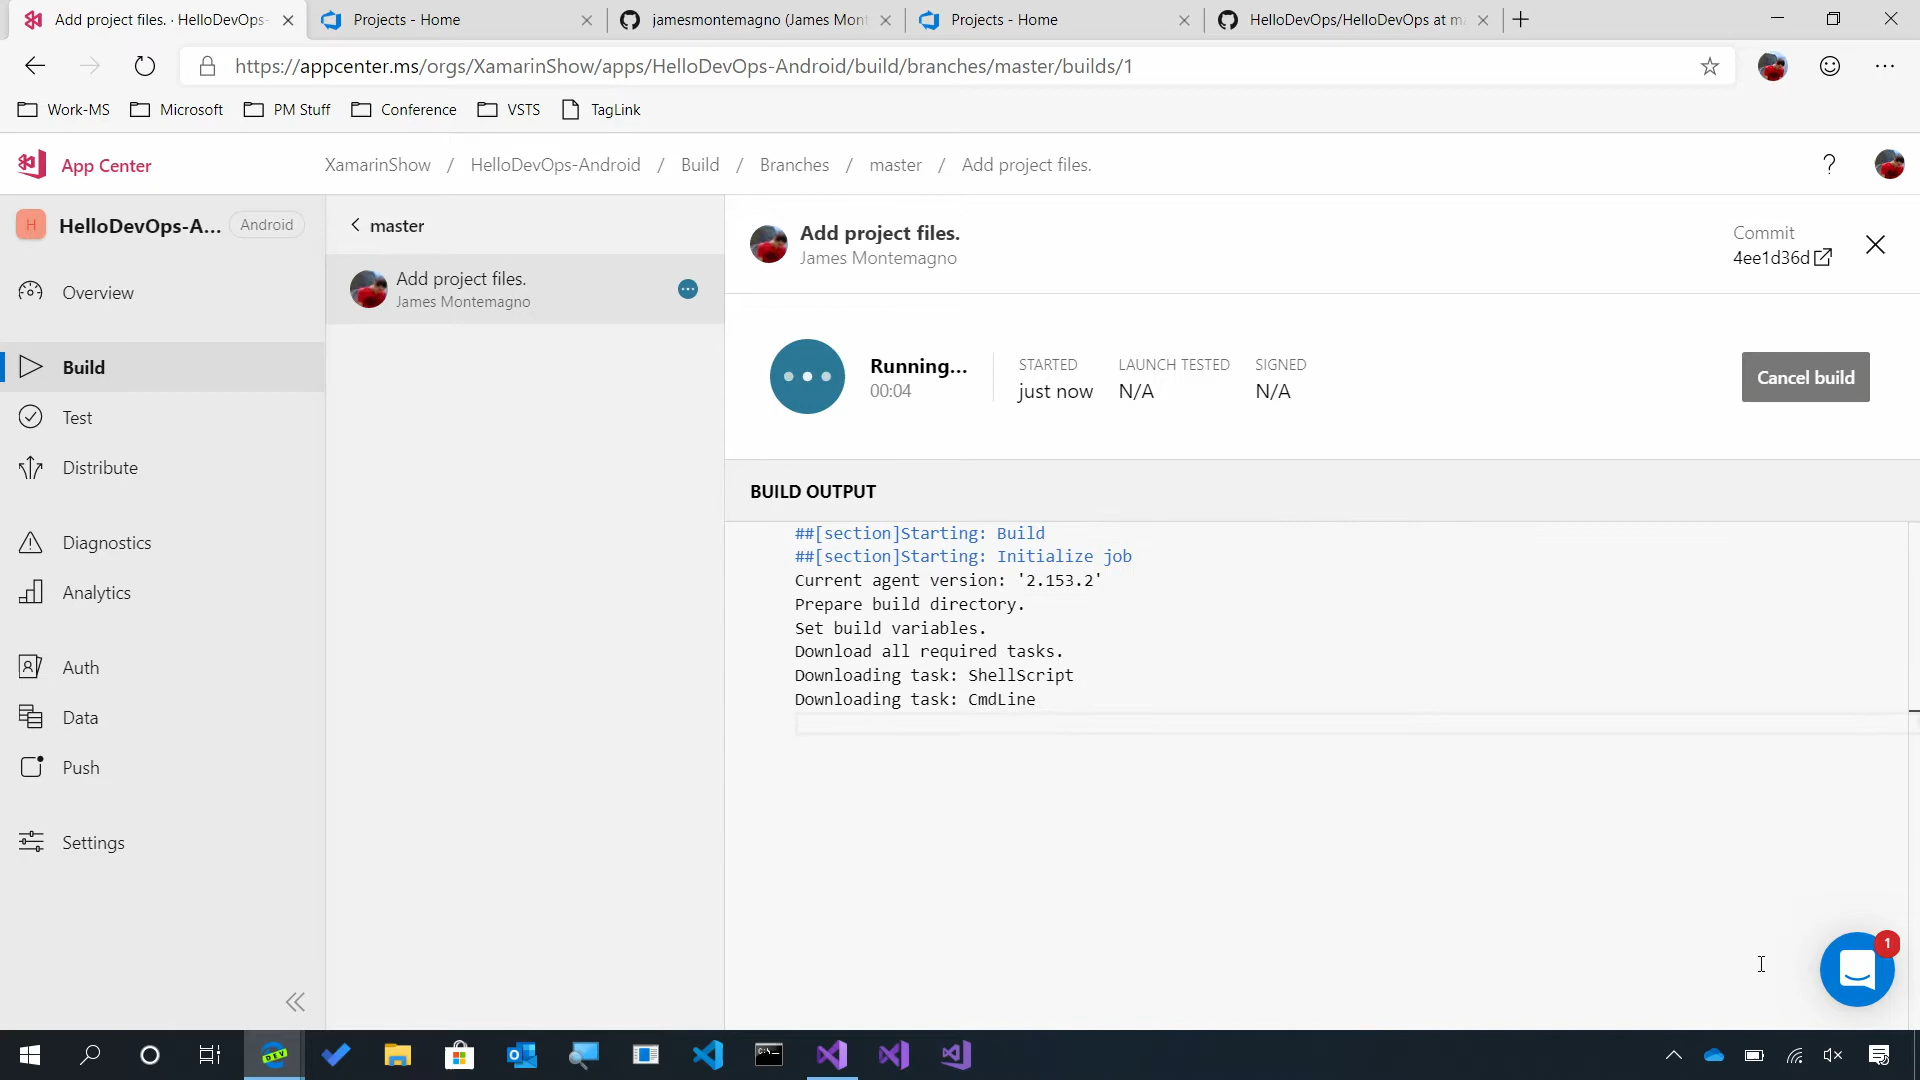 Add project files. · HelloDevOps-
Projects - Home
jamesmontemagno (James Mont
Projects - Home
HelloDevOps/HelloDevOps at ma
https://appcenter.ms/orgs/XamarinShow/apps/HelloDevOps-Android/build/branches/master/builds/1
Work-MS
Microsoft
PM Stuff
Conference
VSTS
TagLink
App Center
XamarinShow / HelloDevOps-Android / Build / Branches / master / Add project files.
?
H
HelloDevOps-A...
Android
Overview
Build
Test
Distribute
Diagnostics
Analytics
Auth
Data
Push
Settings
master
Add project files.
James Montemagno
Add project files.
James Montemagno
Commit
4ee1d36d
Running...
00:04
STARTED
just now
LAUNCH TESTED
N/A
SIGNED
N/A
Cancel build
BUILD OUTPUT
##[section]Starting: Build
##[section]Starting: Initialize job
Current agent version: '2.153.2'
Prepare build directory.
Set build variables.
Download all required tasks.
Downloading task: ShellScript
Downloading task: CmdLine
1
DEV